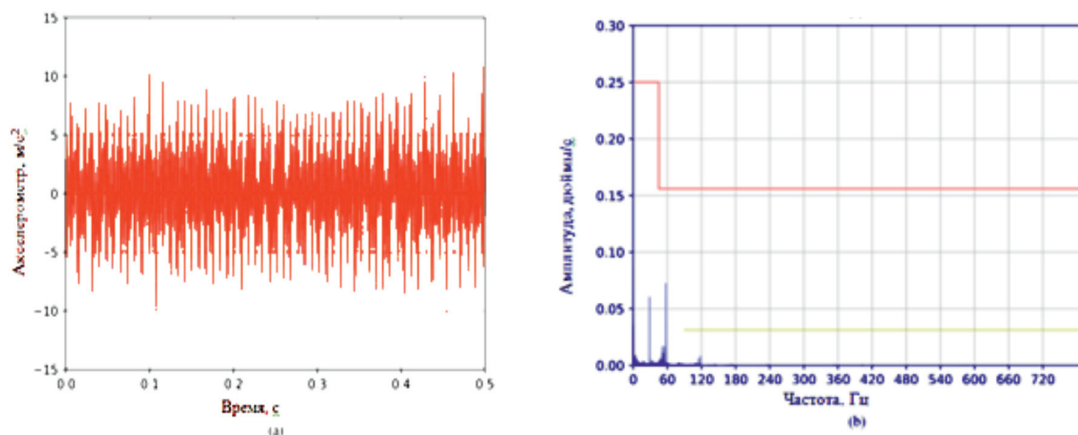 15
10
5
0
−5
−10
−15
0.0 0.1 0.2 0.3 0.4 0.5
Акселерометр, м/с²
Время, с
(a)
0.30
0.25
0.20
0.15
0.10
0.05
0.00
0 60 120 180 240 300 360 420 480 540 600 660 720
Амплитуда, дюймы/с
Частота, Гц
(b)